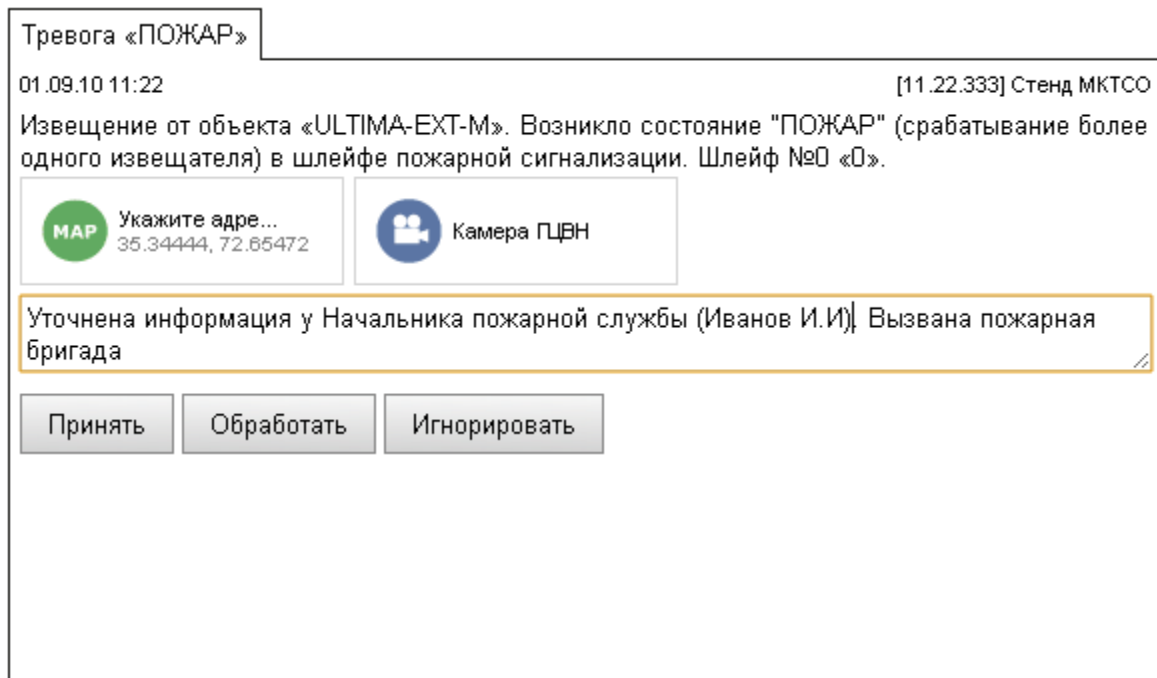 Тревога «ПОЖАР»
01.09.10 11:22 [11.22.333] Стенд МКТСО
Извещение от объекта «ULTIMA-EXT-M». Возникло состояние "ПОЖАР" (срабатывание более
одного извещателя) в шлейфе пожарной сигнализации. Шлейф №0 «0».
MAP Укажите адре...
35.34444, 72.65472
Камера ПЦВН
Уточнена информация у Начальника пожарной службы (Иванов И.И). Вызвана пожарная
бригада
Принять Обработать Игнорировать